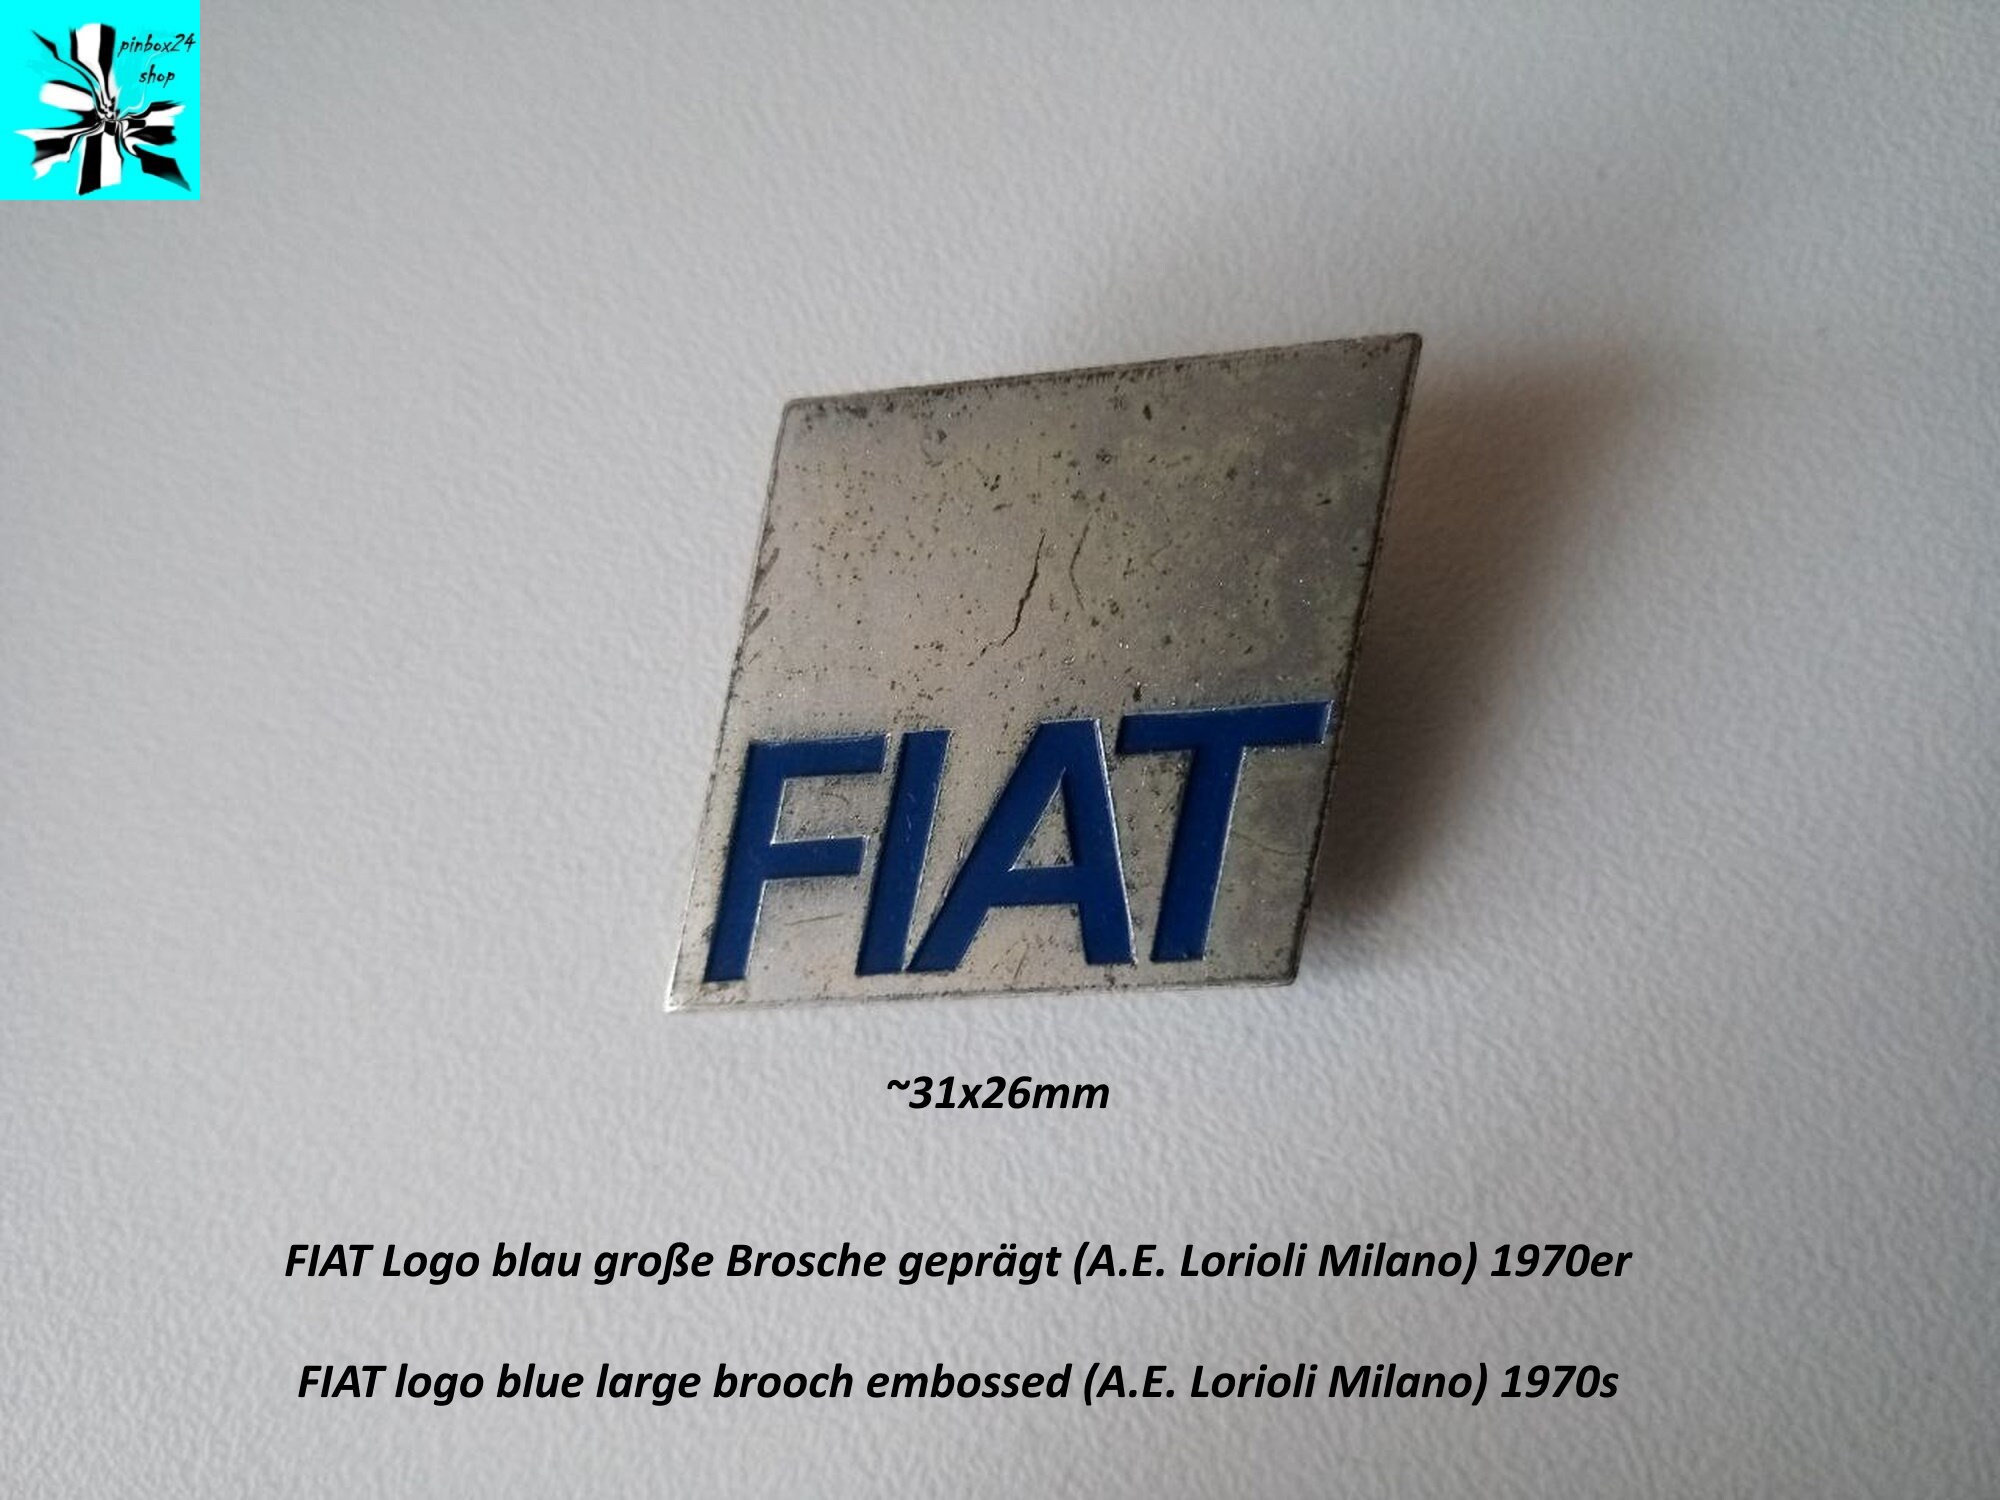 pinbox24
shop
FIAT
~31x26mm
FIAT Logo blau große Brosche geprägt (A.E. Lorioli Milano) 1970er
FIAT logo blue large brooch embossed (A.E. Lorioli Milano) 1970s